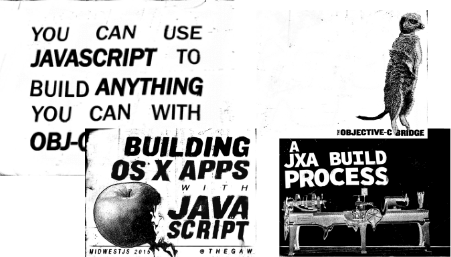 YOU CAN USE
JAVASCRIPT TO
BUILD ANYTHING
YOU CAN WITH
OBJ-C
THE OBJECTIVE-C BRIDGE
BUILDING
OS X APPS
WITH
JAVA
SCRIPT
MIDWESTJS 2015
@THEGAW
A
JXA BUILD
PROCESS